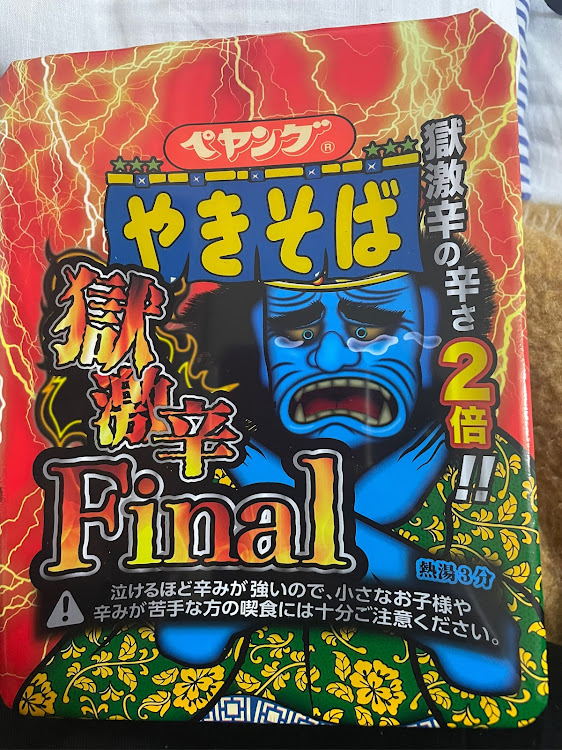 ペヤング®
やきそば
獄激辛の辛さ2倍!!
獄激辛
Final
熱湯3分
泣けるほど辛みが強いので、小さなお子様や
辛みが苦手な方の喫食には十分ご注意ください。